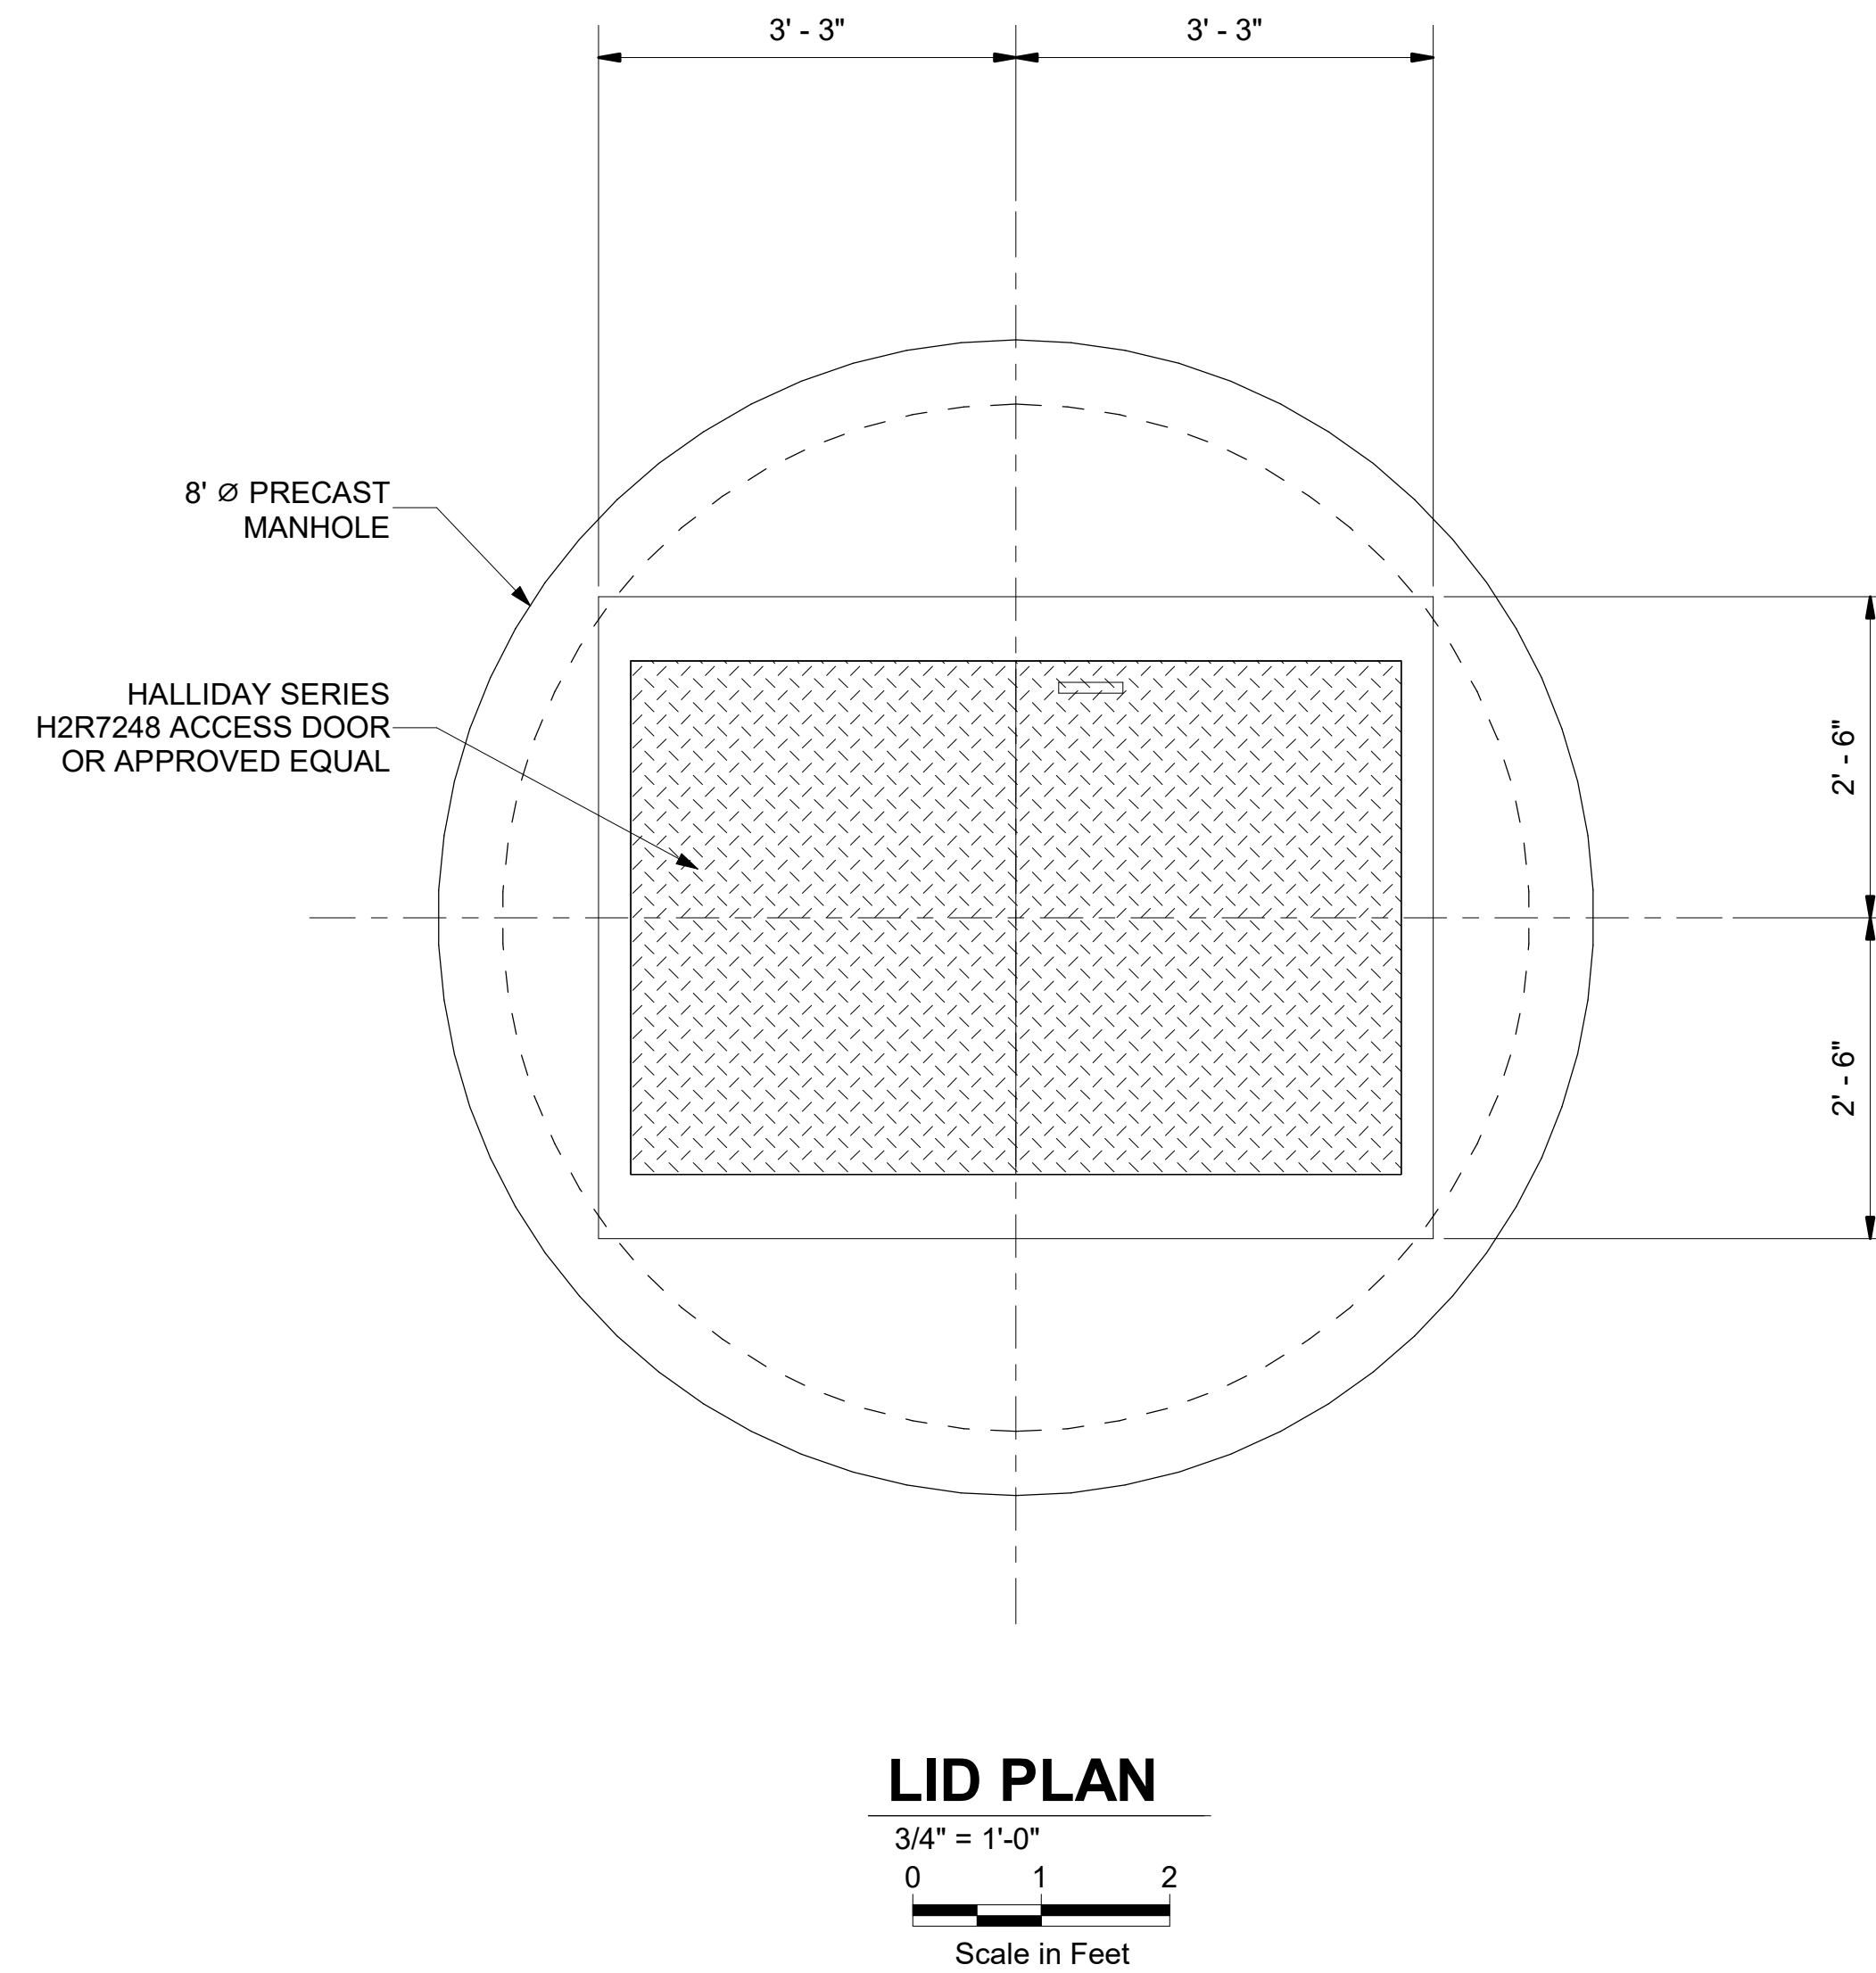 3' - 3"
3' - 3"
8' ∅ PRECAST
MANHOLE
HALLIDAY SERIES
H2R7248 ACCESS DOOR
OR APPROVED EQUAL
2' - 6"
2' - 6"
LID PLAN
3/4" = 1'-0"
0 1 2
Scale in Feet